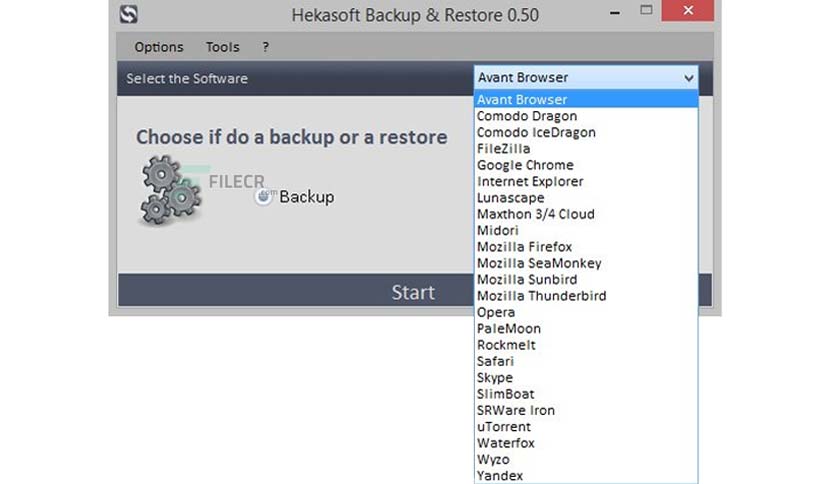 Hekasoft Backup & Restore 0.50
Options Tools ?
Select the Software
Avant Browser
Choose if do a backup or a restore
FILECR
.com
Backup
Start
Avant Browser
Comodo Dragon
Comodo IceDragon
FileZilla
Google Chrome
Internet Explorer
Lunascape
Maxthon 3/4 Cloud
Midori
Mozilla Firefox
Mozilla SeaMonkey
Mozilla Sunbird
Mozilla Thunderbird
Opera
PaleMoon
Rockmelt
Safari
Skype
SlimBoat
SRWare Iron
uTorrent
Waterfox
Wyzo
Yandex